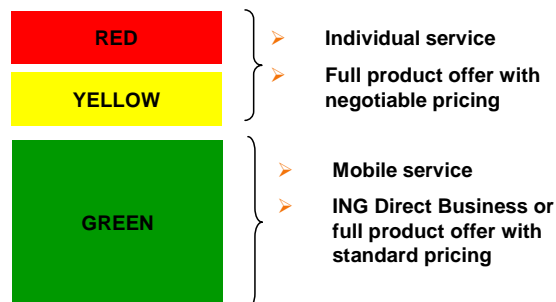 RED
YELLOW
Individual service
Full product offer with
negotiable pricing
GREEN
Mobile service
ING Direct Business or
full product offer with
standard pricing